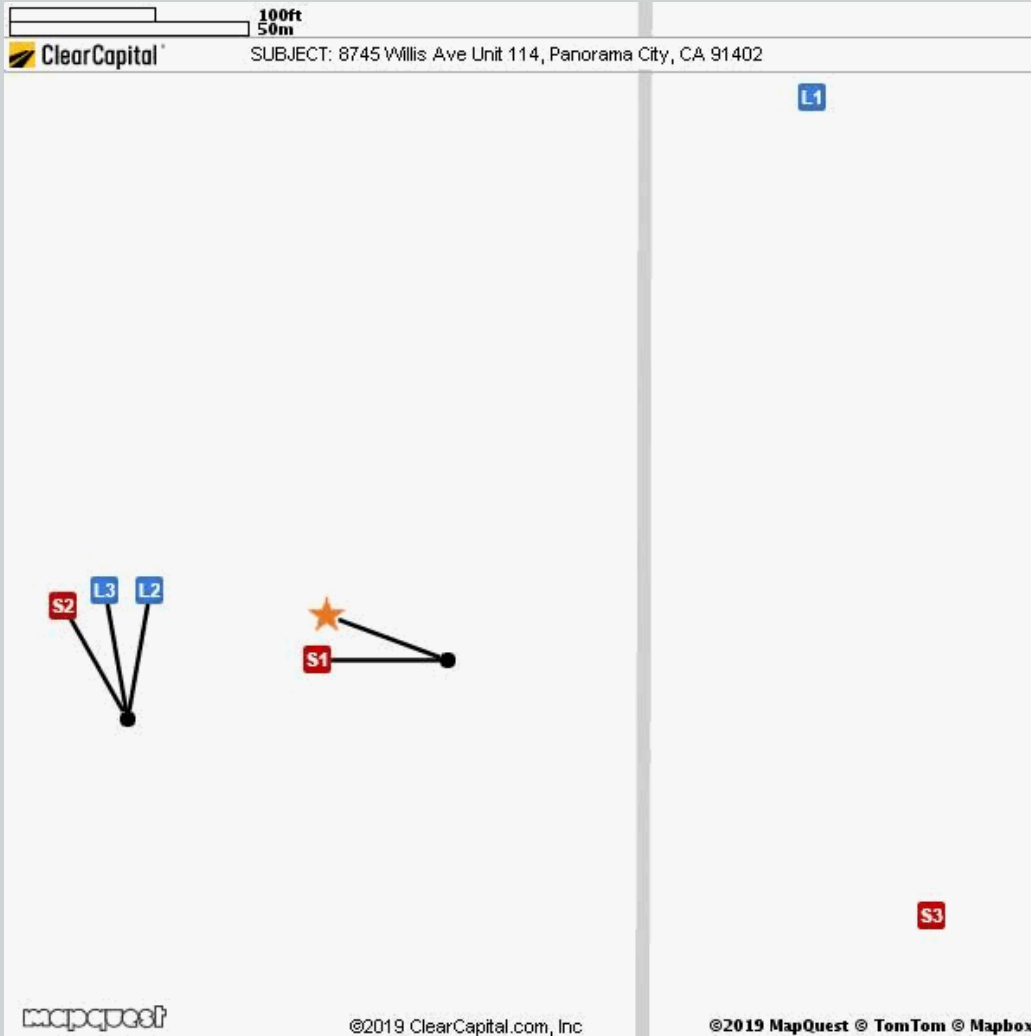 100ft
50m
ClearCapital SUBJECT: 8745 Willis Ave Unit 114, Panorama City, CA 91402
L1
L3 L2
S2
S1
S3
mapquest ©2019 ClearCapital.com, Inc ©2019 MapQuest © TomTom © Mapbox